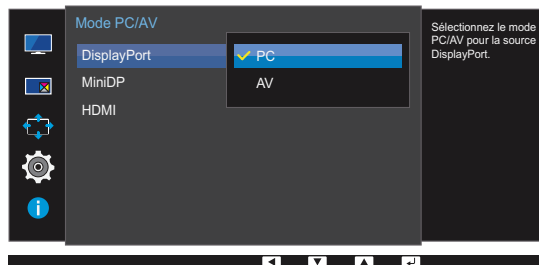 Mode PC/AV
DisplayPort
PC
MiniDP
AV
HDMI
Sélectionnez le mode
PC/AV pour la source
DisplayPort.